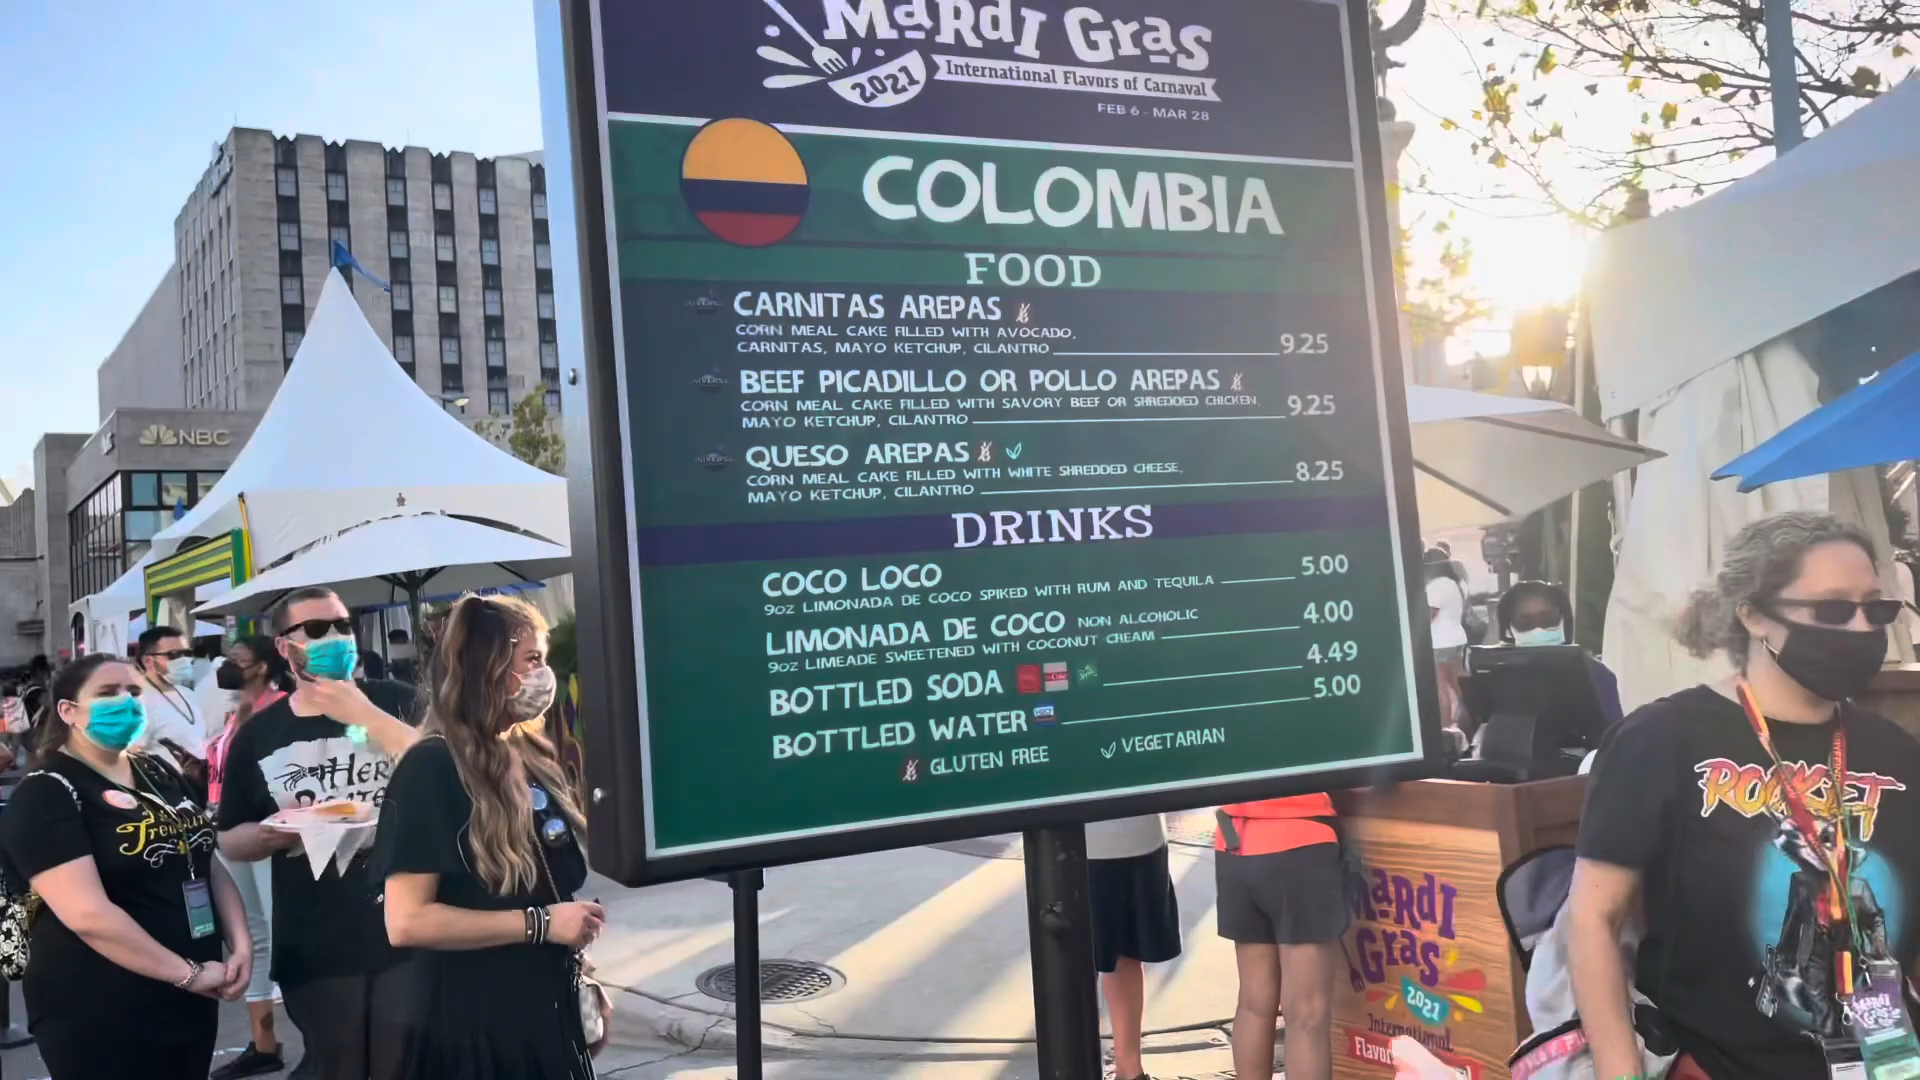 Mardi Gras
2021
International Flavors of Carnaval
FEB 6 - MAR 28
COLOMBIA
FOOD
CARNITAS AREPAS
CORN MEAL CAKE FILLED WITH AVOCADO,
CARNITAS, MAYO KETCHUP, CILANTRO 9.25
BEEF PICADILLO OR POLLO AREPAS
CORN MEAL CAKE FILLED WITH SAVORY BEEF OR SHREDDED CHICKEN,
MAYO KETCHUP, CILANTRO 9.25
QUESO AREPAS
CORN MEAL CAKE FILLED WITH WHITE SHREDDED CHEESE,
MAYO KETCHUP, CILANTRO 8.25
DRINKS
COCO LOCO 5.00
9OZ LIMONADA DE COCO SPIKED WITH RUM AND TEQUILA
LIMONADA DE COCO NON ALCOHOLIC 4.00
9OZ LIMEADE SWEETENED WITH COCONUT CREAM
BOTTLED SODA 4.49
BOTTLED WATER 5.00
GLUTEN FREE VEGETARIAN
NBC
ROCKET
Mardi
Gras
2021
International